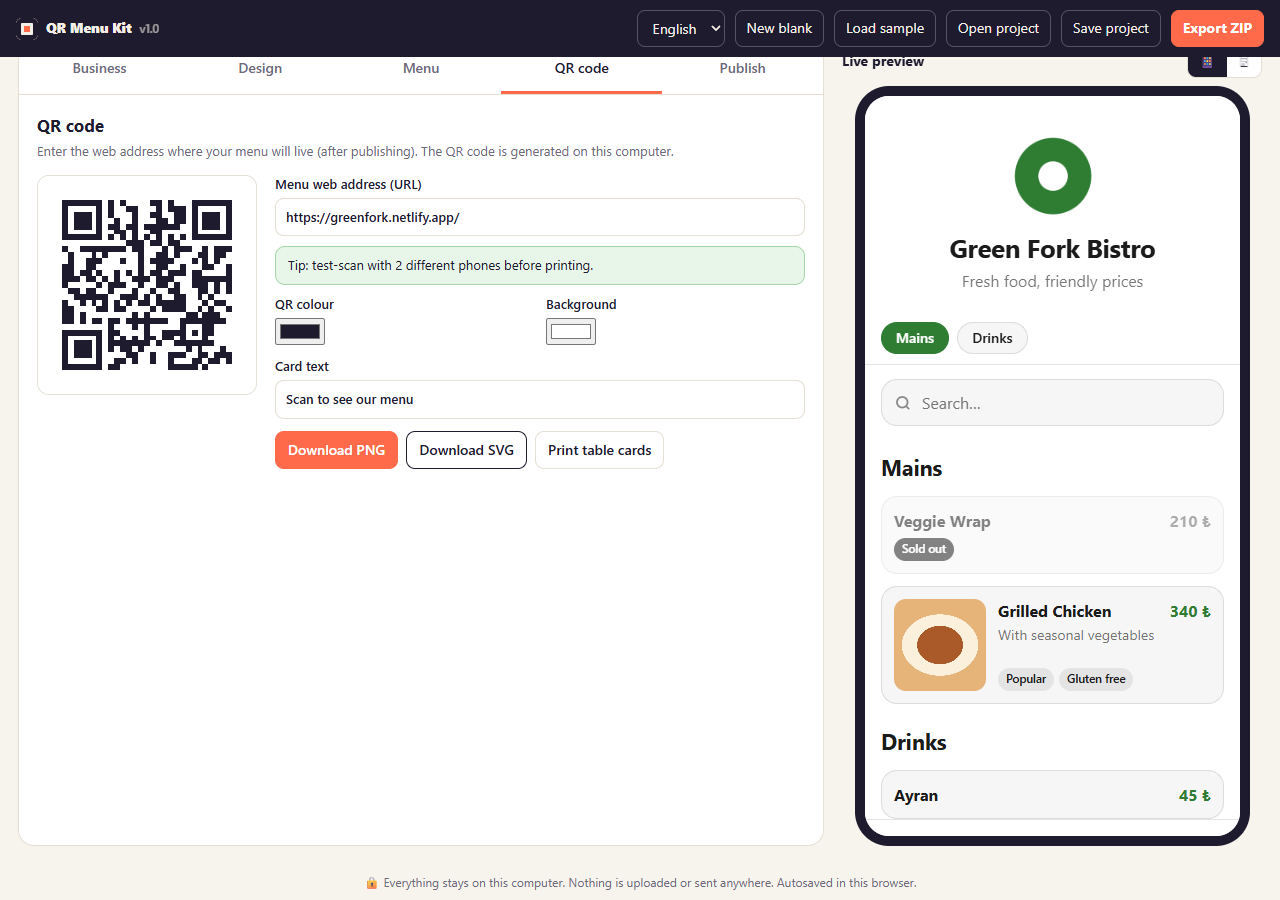 QR Menu Kit v1.0
English
New blank
Load sample
Open project
Save project
Export ZIP
Business
Design
Menu
QR code
Publish
QR code
Enter the web address where your menu will live (after publishing). The QR code is generated on this computer.
Menu web address (URL)
https://greenfork.netlify.app/
Tip: test-scan with 2 different phones before printing.
QR colour
Background
Card text
Scan to see our menu
Download PNG
Download SVG
Print table cards
Live preview
Green Fork Bistro
Fresh food, friendly prices
Mains
Drinks
Search...
Mains
Veggie Wrap
210 ₺
Sold out
Grilled Chicken
340 ₺
With seasonal vegetables
Popular
Gluten free
Drinks
Ayran
45 ₺
🔒 Everything stays on this computer. Nothing is uploaded or sent anywhere. Autosaved in this browser.